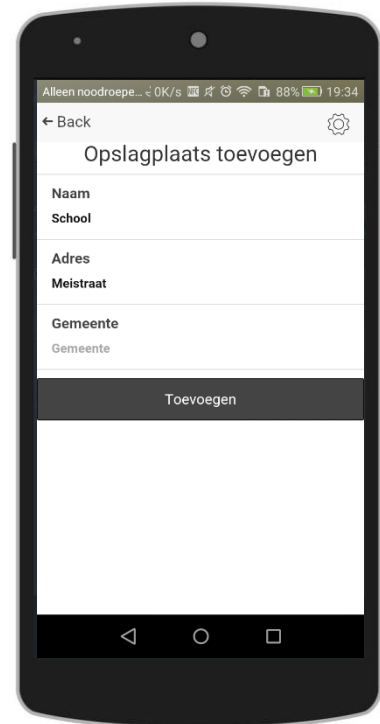 Alleen noodroepe... 0K/s 88% 19:34
← Back
Opslagplaats toevoegen
Naam
School
Adres
Meistraat
Gemeente
Gemeente
Toevoegen